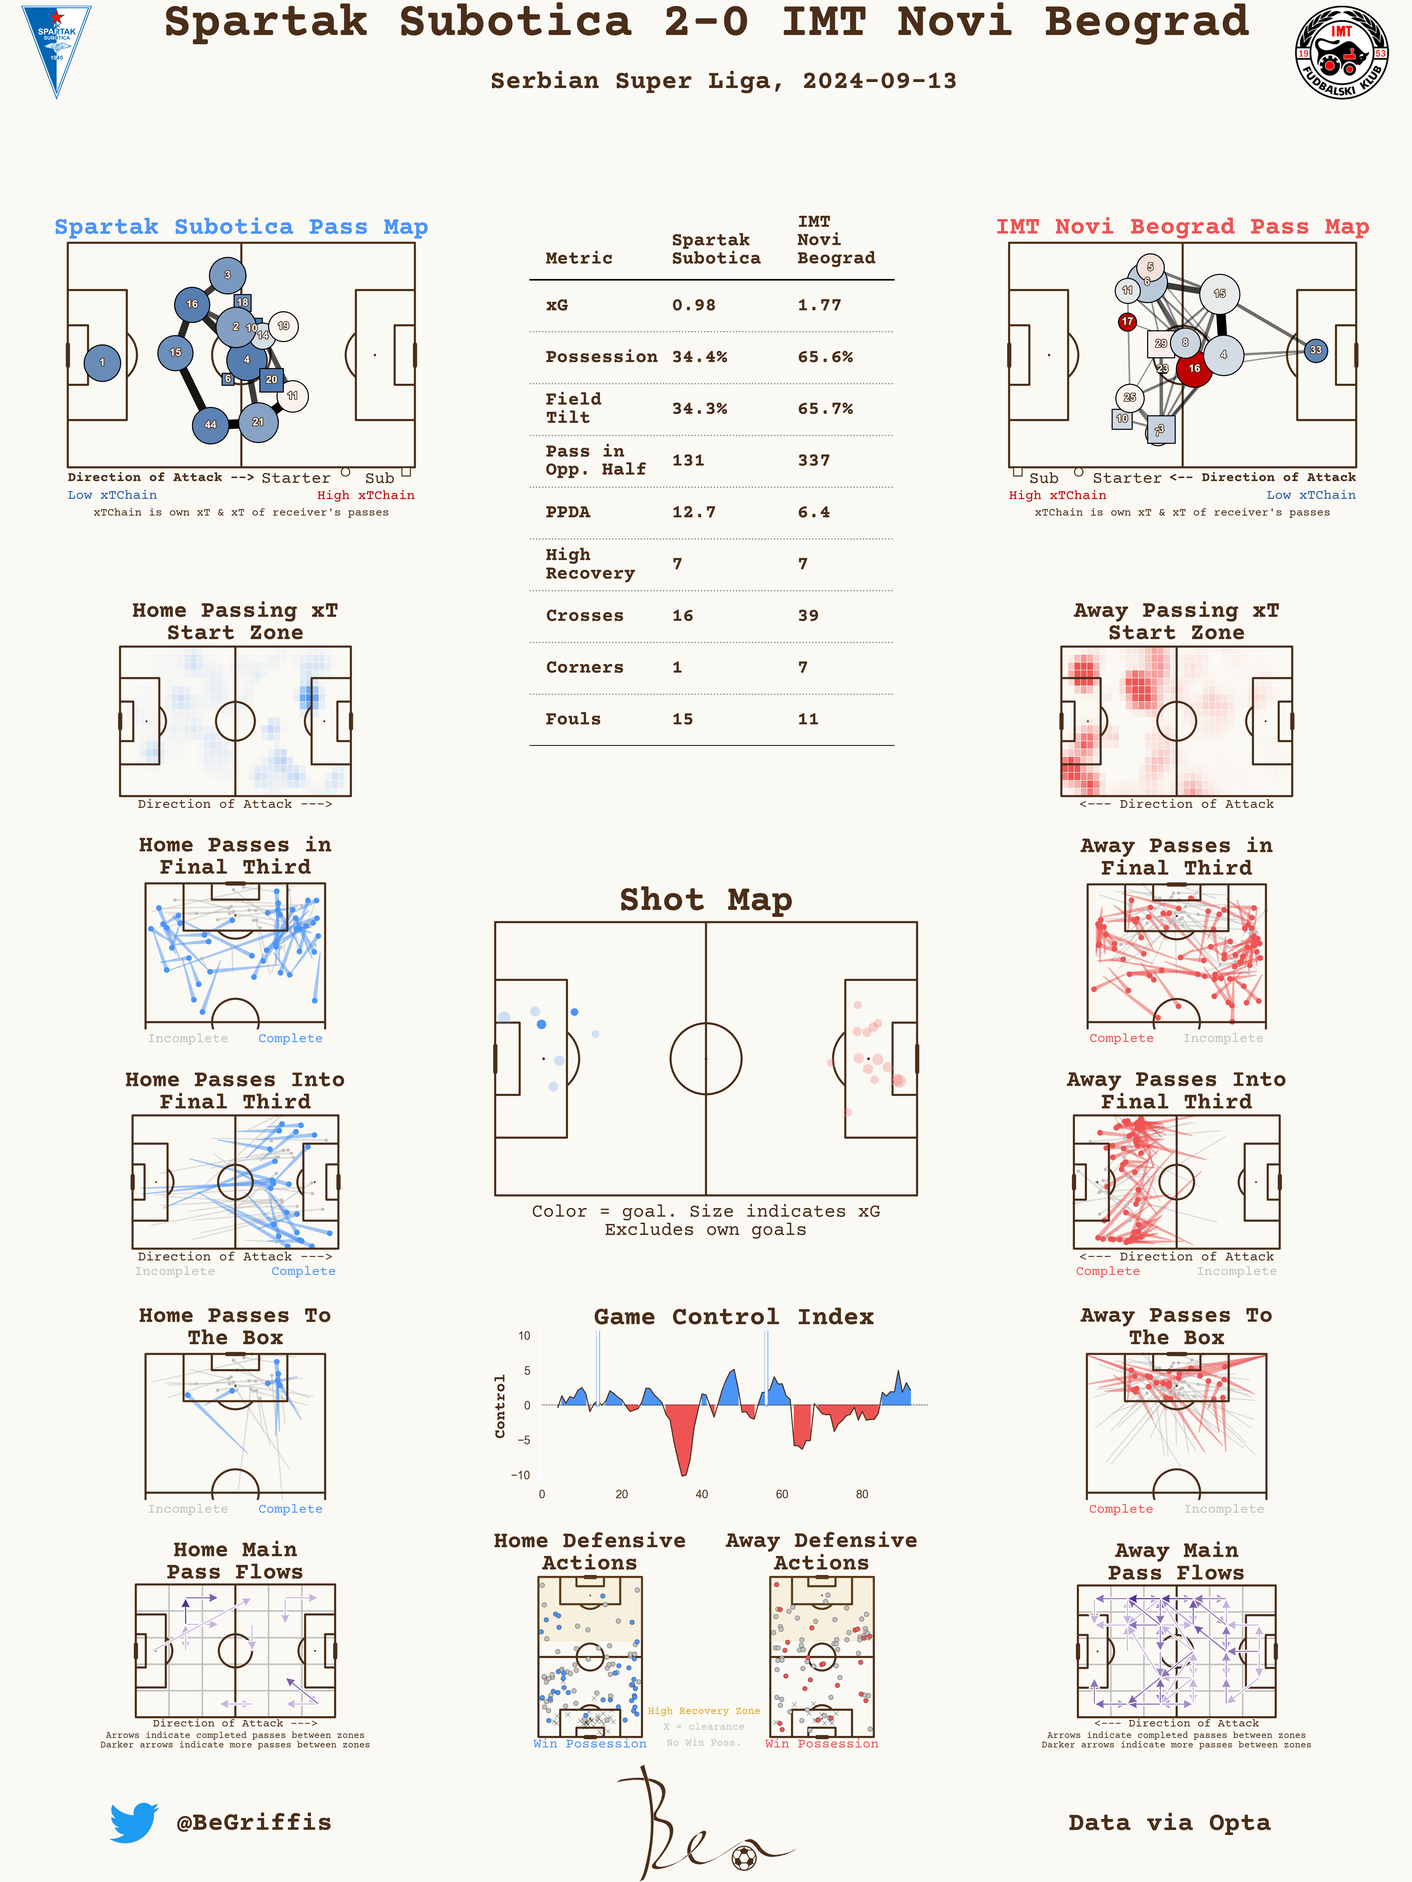 Spartak Subotica 2-0 IMT Novi Beograd
Serbian Super Liga, 2024-09-13
SPARTAK
SUBOTICA
1945
IMT
19 53
FUDBALSKI KLUB
Spartak Subotica Pass Map
3
18
16
2
10
14
19
15
4
1
6
20
11
44
21
Direction of Attack --> Starter Sub
Low xTChain High xTChain
xTChain is own xT & xT of receiver's passes
Metric Spartak Subotica IMT Novi Beograd
xG 0.98 1.77
Possession 34.4% 65.6%
Field Tilt 34.3% 65.7%
Pass in Opp. Half 131 337
PPDA 12.7 6.4
High Recovery 7 7
Crosses 16 39
Corners 1 7
Fouls 15 11
IMT Novi Beograd Pass Map
5
6
11
15
17
29
8
4
33
23
16
25
10
3
Sub Starter <-- Direction of Attack
High xTChain Low xTChain
xTChain is own xT & xT of receiver's passes
Home Passing xT
Start Zone
Direction of Attack --->
Away Passing xT
Start Zone
<--- Direction of Attack
Home Passes in
Final Third
Incomplete Complete
Away Passes in
Final Third
Complete Incomplete
Shot Map
Color = goal. Size indicates xG
Excludes own goals
Home Passes Into
Final Third
Direction of Attack --->
Incomplete Complete
Away Passes Into
Final Third
<--- Direction of Attack
Complete Incomplete
Home Passes To
The Box
Incomplete Complete
Game Control Index
Control
10
5
0
−5
−10
0 20 40 60 80
Away Passes To
The Box
Complete Incomplete
Home Main
Pass Flows
Direction of Attack --->
Arrows indicate completed passes between zones
Darker arrows indicate more passes between zones
Home Defensive
Actions
Win Possession
High Recovery Zone
X = clearance
No Win Poss.
Away Defensive
Actions
Win Possession
Away Main
Pass Flows
<--- Direction of Attack
Arrows indicate completed passes between zones
Darker arrows indicate more passes between zones
@BeGriffis
Ben
Data via Opta